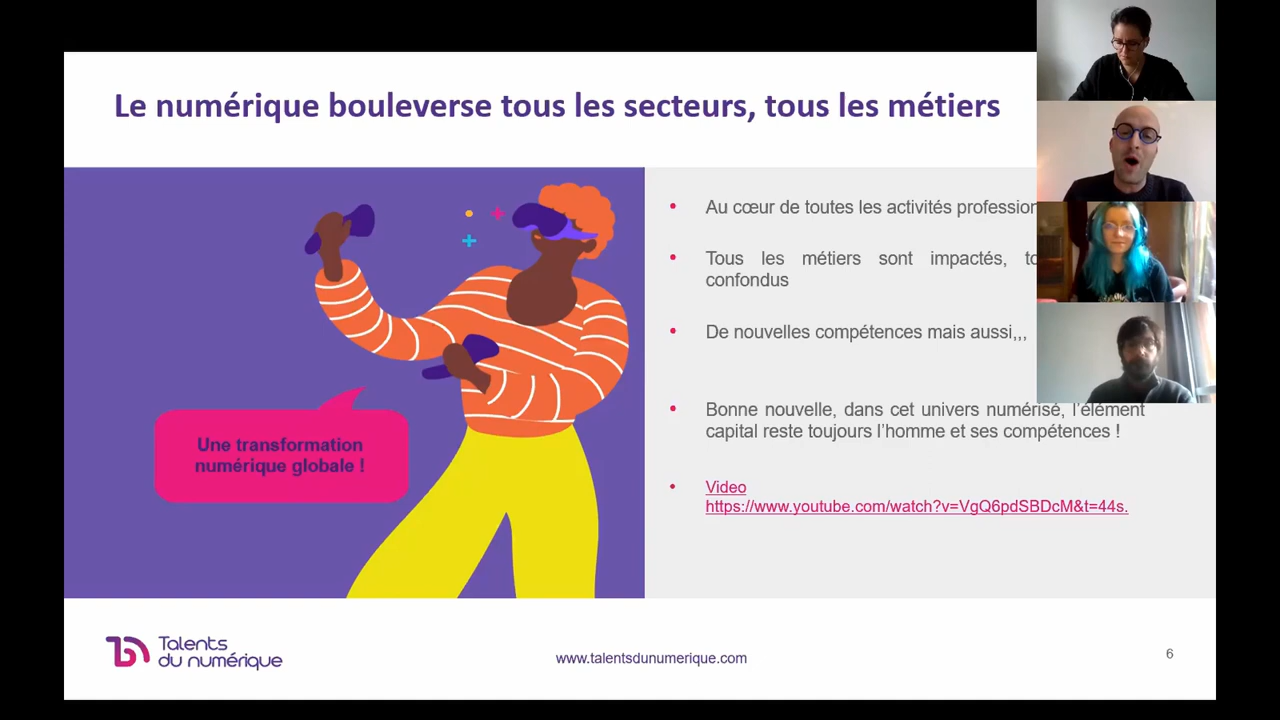 Le numérique bouleverse tous les secteurs, tous les métiers
• Au cœur de toutes les activités
• Tous les métiers sont impactés,
confondus
• De nouvelles compétences mais aussi,,,
• Bonne nouvelle, dans cet univers numérisé, l'élément
capital reste toujours l'homme et ses compétences !
• Video
https://www.youtube.com/watch?v=VgQ6pdSBDcM&t=44s.
Une transformation
numérique globale !
Talents
du numérique
www.talentsdunumerique.com
6